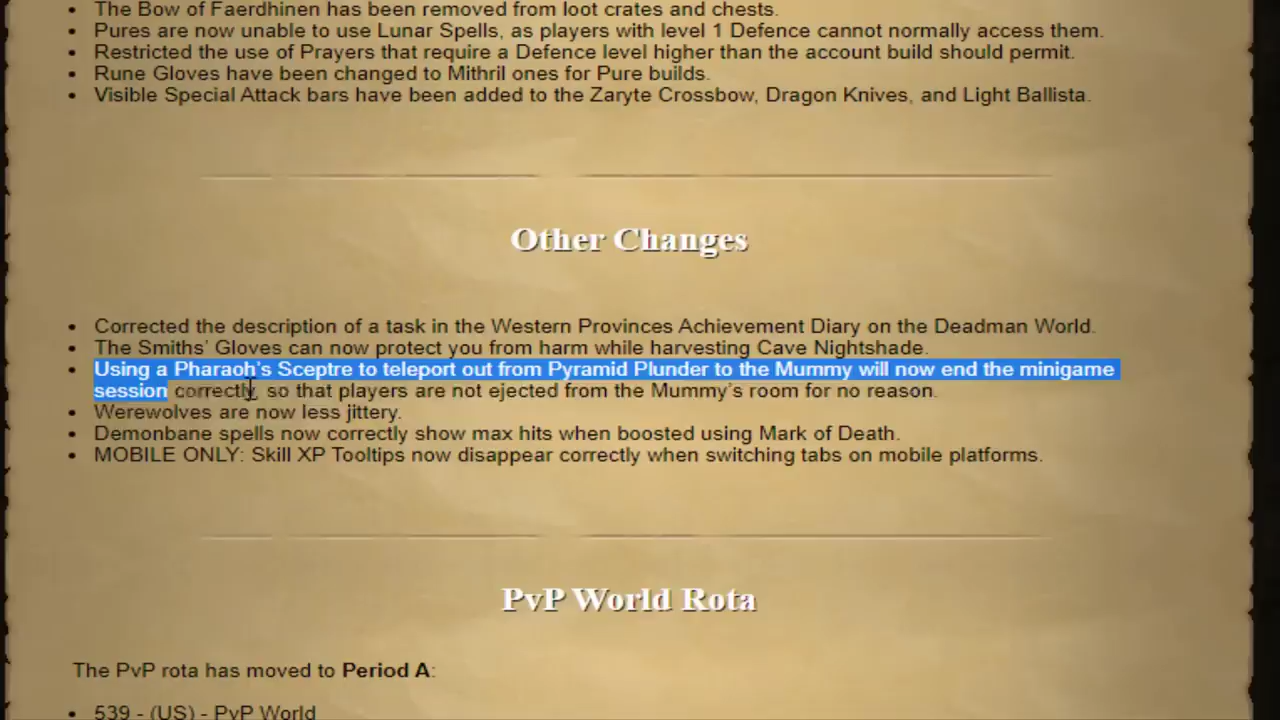 • The Bow of Faerdhinen has been removed from loot crates and chests.
• Pures are now unable to use Lunar Spells, as players with level 1 Defence cannot normally access them.
• Restricted the use of Prayers that require a Defence level higher than the account build should permit.
• Rune Gloves have been changed to Mithril ones for Pure builds.
• Visible Special Attack bars have been added to the Zaryte Crossbow, Dragon Knives, and Light Ballista.
Other Changes
• Corrected the description of a task in the Western Provinces Achievement Diary on the Deadman World.
• The Smiths' Gloves can now protect you from harm while harvesting Cave Nightshade.
• Using a Pharaoh's Sceptre to teleport out from Pyramid Plunder to the Mummy will now end the minigame
session correctly, so that players are not ejected from the Mummy's room for no reason.
• Werewolves are now less jittery.
• Demonbane spells now correctly show max hits when boosted using Mark of Death.
• MOBILE ONLY: Skill XP Tooltips now disappear correctly when switching tabs on mobile platforms.
PvP World Rota
The PvP rota has moved to Period A:
• 539 - (US) - PvP World